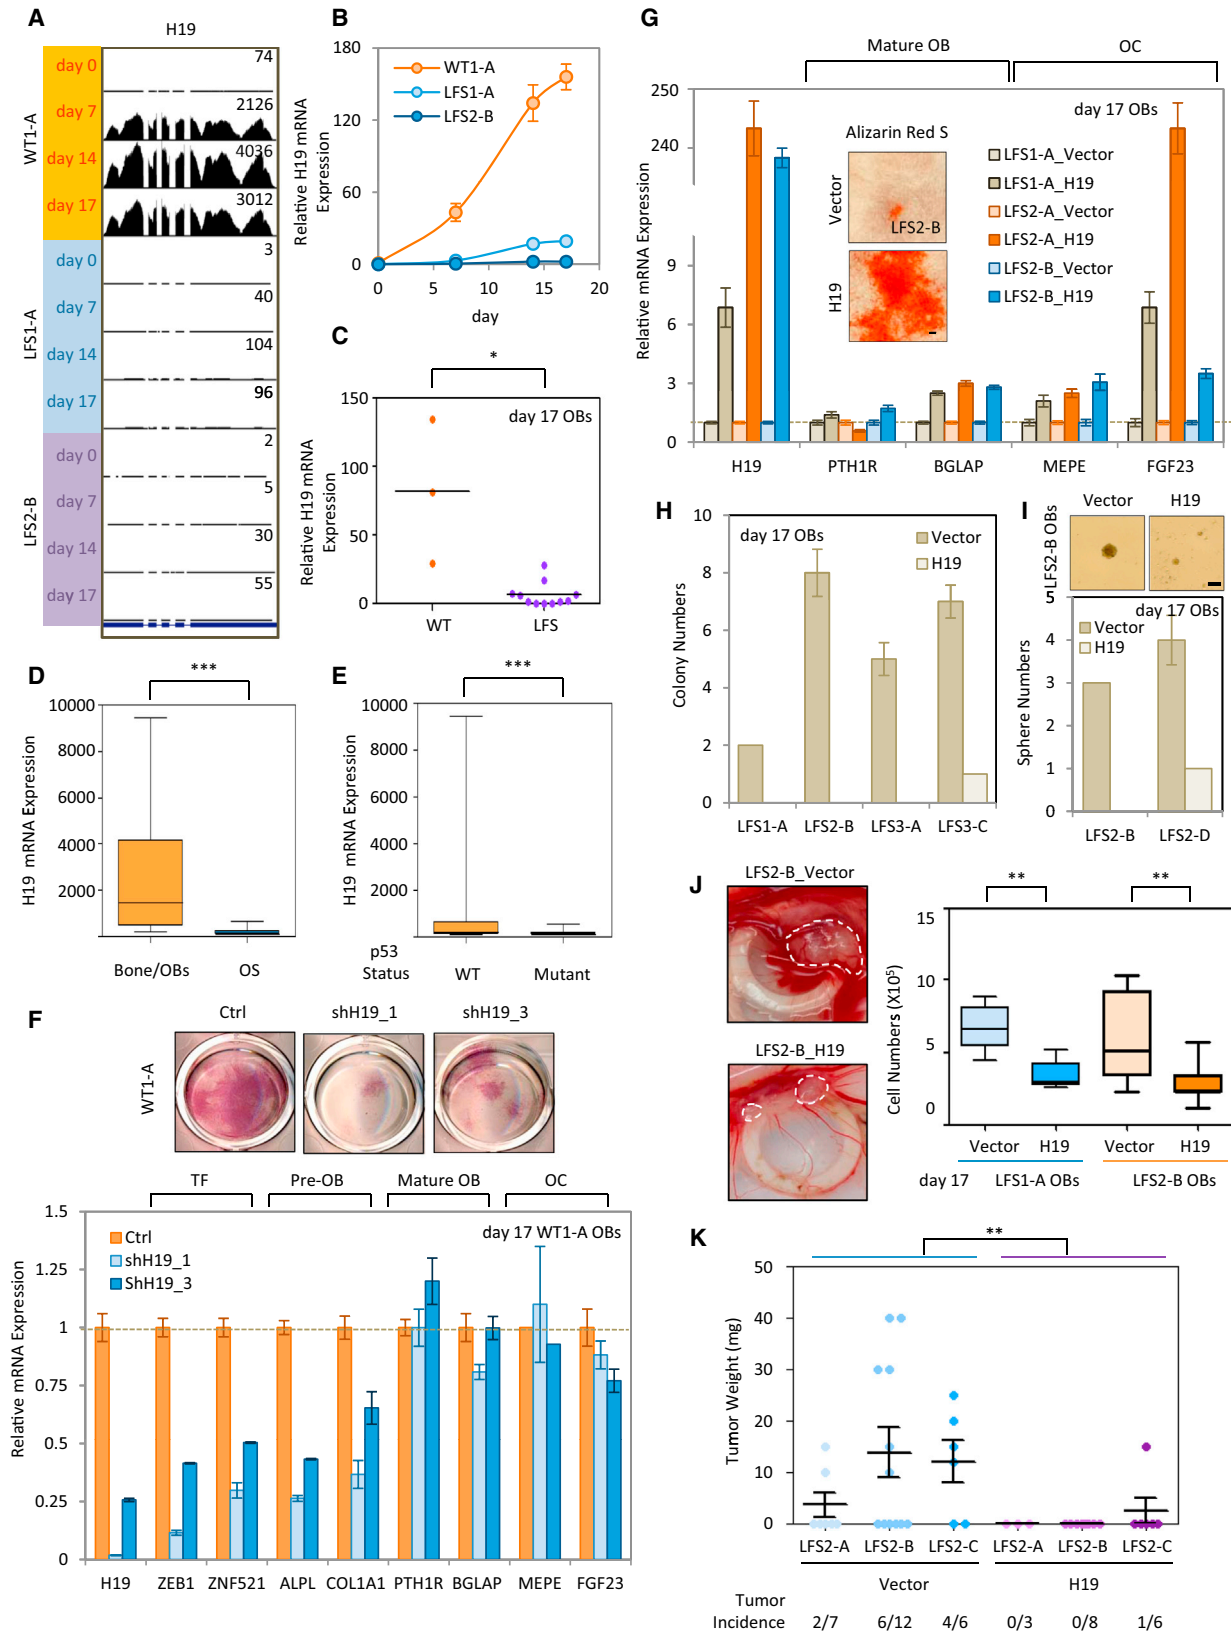 A
H19
WT1-A
day 0
74
day 7
2126
day 14
4036
day 17
3012
LFS1-A
day 0
3
day 7
40
day 14
104
day 17
96
LFS2-B
day 0
2
day 7
5
day 14
30
day 17
55
B
Relative H19 mRNA
Expression
180
120
60
0
WT1-A
LFS1-A
LFS2-B
0 5 10 15 20
day
C
*
day 17 OBs
Relative H19 mRNA
Expression
150
100
50
0
WT LFS
D
***
H19 mRNA Expression
10000
8000
6000
4000
2000
Bone/OBs OS
E
***
H19 mRNA Expression
10000
8000
6000
4000
2000
0
p53
Status WT Mutant
F
Ctrl shH19_1 shH19_3
WT1-A
TF Pre-OB Mature OB OC
Relative mRNA Expression
1.5
1.25
1
0.75
0.5
0.25
0
Ctrl
shH19_1
ShH19_3
day 17 WT1-A OBs
H19 ZEB1 ZNF521 ALPL COL1A1 PTH1R BGLAP MEPE FGF23
G
Mature OB OC
Relative mRNA Expression
250
240
9
6
3
0
day 17 OBs
Alizarin Red S
Vector
LFS2-B
H19
LFS1-A_Vector
LFS1-A_H19
LFS2-A_Vector
LFS2-A_H19
LFS2-B_Vector
LFS2-B_H19
H19 PTH1R BGLAP MEPE FGF23
H
Colony Numbers
10
8
6
4
2
0
day 17 OBs
Vector
H19
LFS1-A LFS2-B LFS3-A LFS3-C
I
Vector H19
LFS2-B OBs
Sphere Numbers
5
4
3
2
1
0
day 17 OBs
Vector
H19
LFS2-B LFS2-D
J
LFS2-B_Vector
LFS2-B_H19
** **
Cell Numbers (X10⁵)
15
10
5
0
Vector H19 Vector H19
day 17 LFS1-A OBs LFS2-B OBs
K
**
Tumor Weight (mg)
50
40
30
20
10
0
LFS2-A LFS2-B LFS2-C LFS2-A LFS2-B LFS2-C
Vector H19
Tumor
Incidence 2/7 6/12 4/6 0/3 0/8 1/6